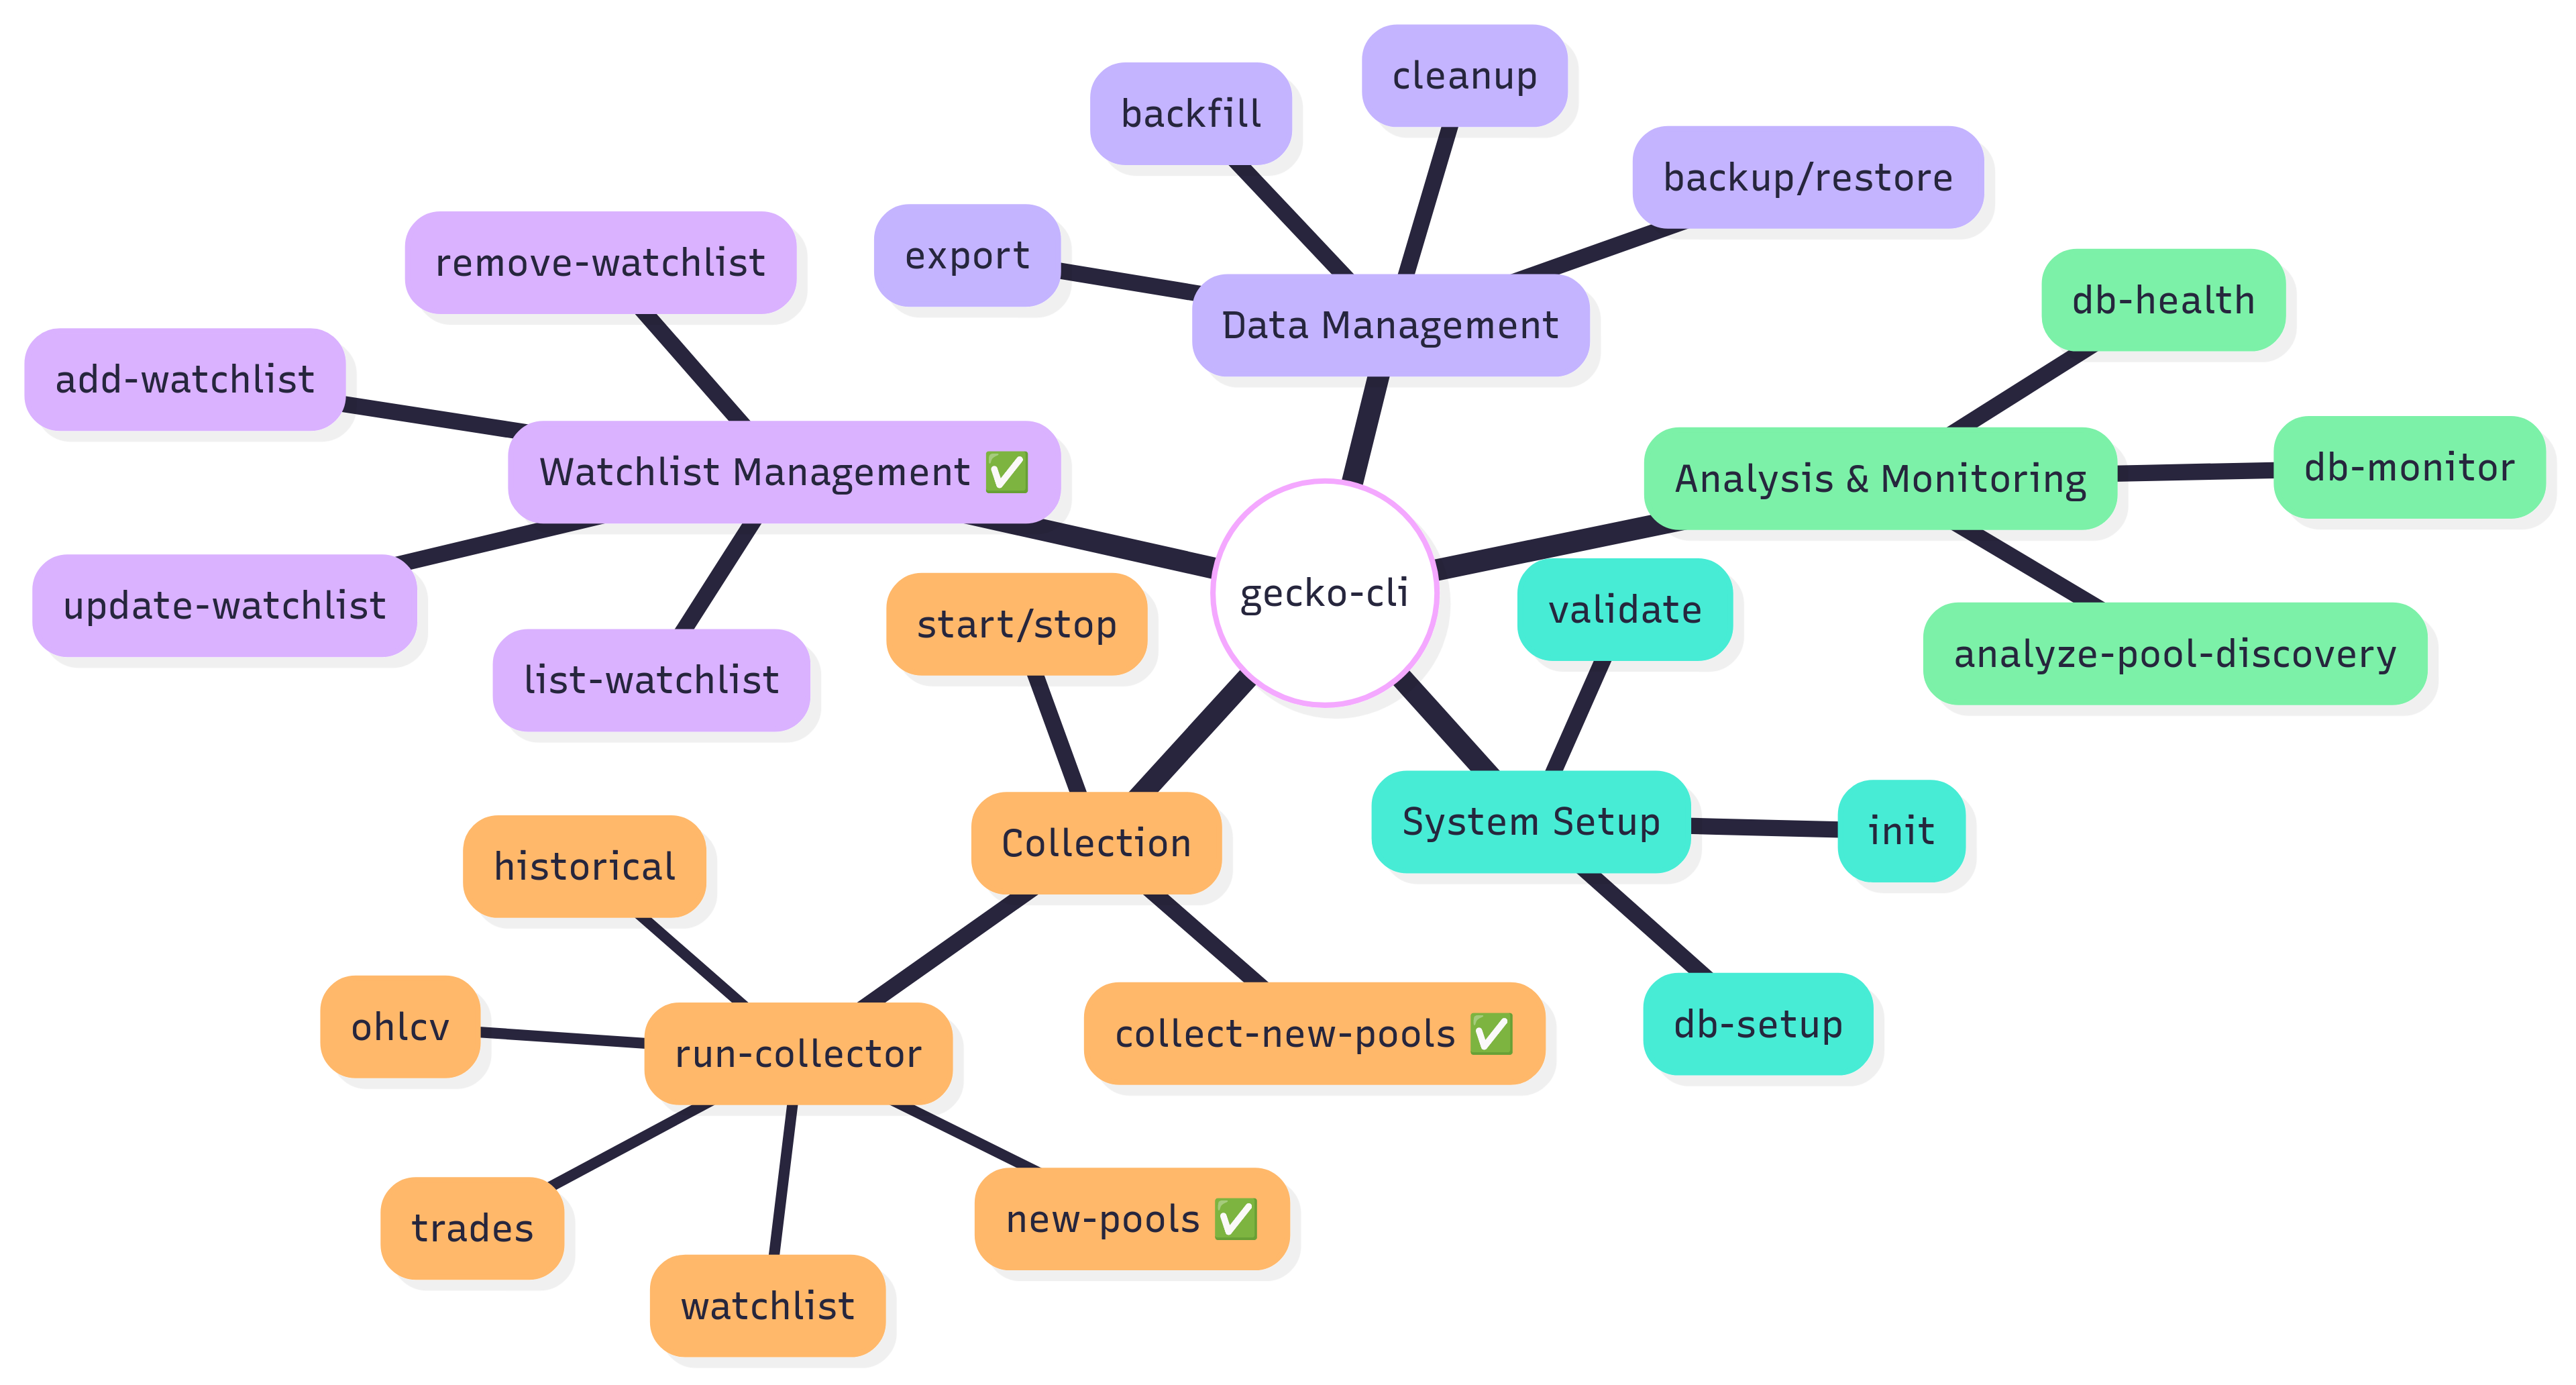 cleanup
backfill
backup/restore
export
remove-watchlist
Data Management
db-health
add-watchlist
Watchlist Management ✅
Analysis & Monitoring
db-monitor
gecko-cli
update-watchlist
start/stop
validate
list-watchlist
analyze-pool-discovery
Collection
System Setup
init
historical
ohlcv
run-collector
collect-new-pools ✅
db-setup
trades
new-pools ✅
watchlist